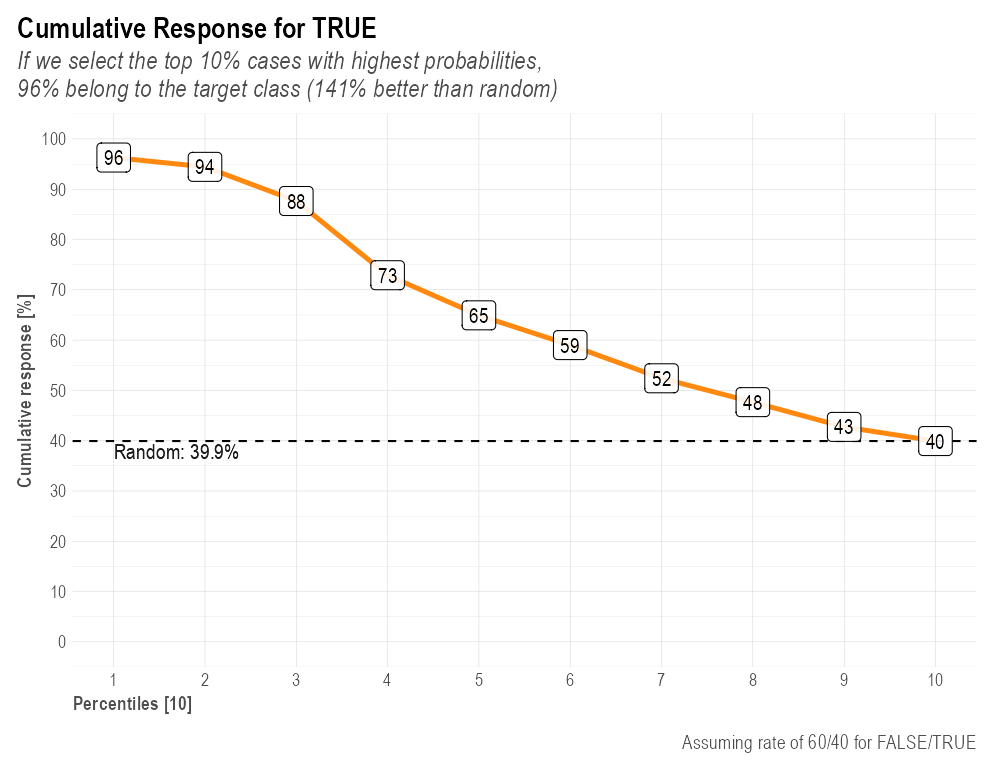 Cumulative Response for TRUE
If we select the top 10% cases with highest probabilities,
96% belong to the target class (141% better than random)
Cumulative response [%]
100
90
80
70
60
50
40
30
20
10
0
96
94
88
73
65
59
52
48
43
40
Random: 39.9%
1 2 3 4 5 6 7 8 9 10
Percentiles [10]
Assuming rate of 60/40 for FALSE/TRUE